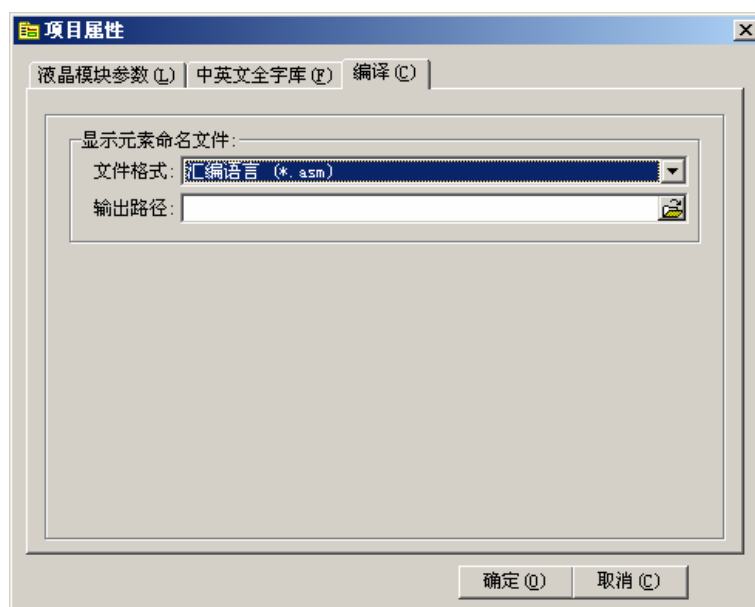 项目属性
液晶模块参数(L) 中英文全字库(F) 编译(C)
显示元素命名文件:
文件格式: 汇编语言 (*.asm)
输出路径:
确定(O) 取消(C)